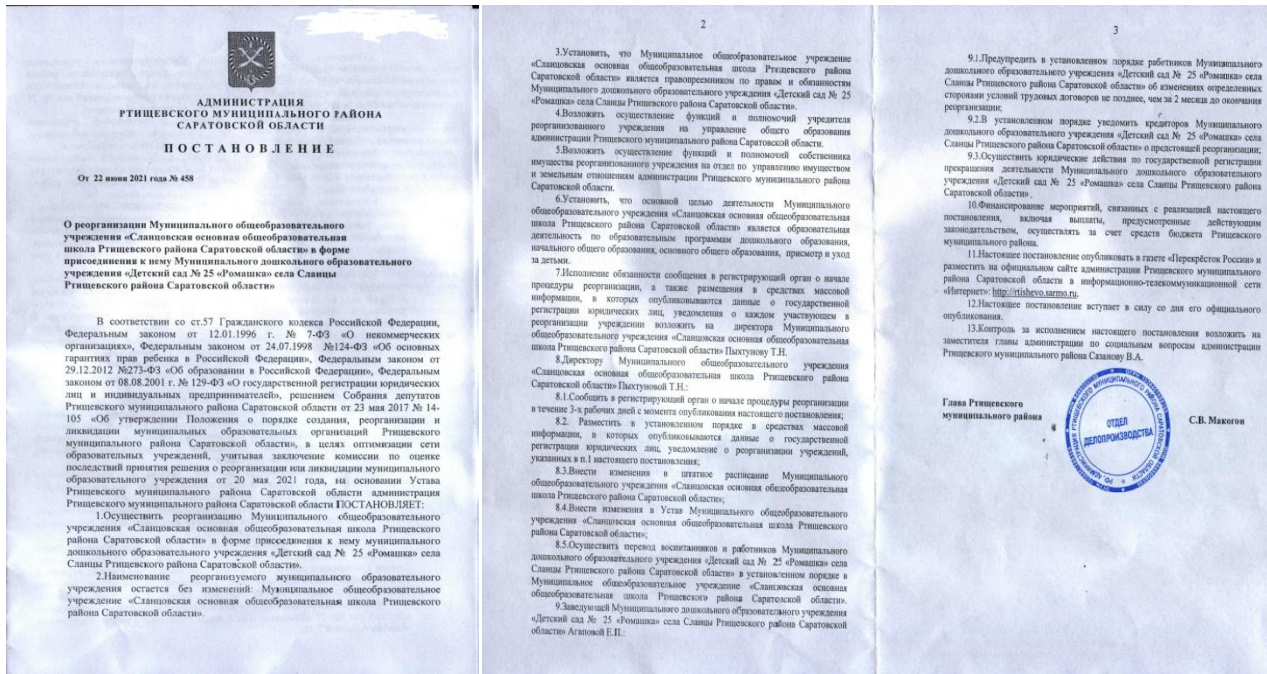 АДМИНИСТРАЦИЯ
РТИЩЕВСКОГО МУНИЦИПАЛЬНОГО РАЙОНА
САРАТОВСКОЙ ОБЛАСТИ
ПОСТАНОВЛЕНИЕ
От 22 июня 2021 года № 458
О реорганизации Муниципального общеобразовательного
учреждения «Сланцовская основная общеобразовательная
школа Ртищевского района Саратовской области» в форме
присоединения к нему Муниципального дошкольного образовательного
учреждения «Детский сад № 25 «Ромашка» села Сланцы
Ртищевского района Саратовской области»
В соответствии со ст.57 Гражданского кодекса Российской Федерации,
Федеральным законом от 12.01.1996 г. № 7-ФЗ «О некоммерческих
организациях», Федеральным законом от 24.07.1998 №124-ФЗ «Об основных
гарантиях прав ребенка в Российской Федерации», Федеральным законом от
29.12.2012 №273-ФЗ «Об образовании в Российской Федерации», Федеральным
законом от 08.08.2001 г. № 129-ФЗ «О государственной регистрации юридических
лиц и индивидуальных предпринимателей», решением Собрания депутатов
Ртищевского муниципального района Саратовской области от 23 мая 2017 № 14-
105 «Об утверждении Положения о порядке создания, реорганизации и
ликвидации муниципальных образовательных организаций Ртищевского
муниципального района Саратовской области», в целях оптимизации сети
образовательных учреждений, учитывая заключение комиссии по оценке
последствий принятия решения о реорганизации или ликвидации муниципального
образовательного учреждения от 20 мая 2021 года, на основании Устава
Ртищевского муниципального района Саратовской области администрация
Ртищевского муниципального района Саратовской области ПОСТАНОВЛЯЕТ:
1.Осуществить реорганизацию Муниципального общеобразовательного
учреждения «Сланцовская основная общеобразовательная школа Ртищевского
района Саратовской области» в форме присоединения к нему муниципального
дошкольного образовательного учреждения «Детский сад № 25 «Ромашка» села
Сланцы Ртищевского района Саратовской области».
2.Наименование реорганизуемого муниципального образовательного
учреждения остается без изменений: Муниципальное общеобразовательное
учреждение «Сланцовская основная общеобразовательная школа Ртищевского
района Саратовской области».
2
3.Установить, что Муниципальное общеобразовательное учреждение
«Сланцовская основная общеобразовательная школа Ртищевского района
Саратовской области» является правопреемником по правам и обязанностям
Муниципального дошкольного образовательного учреждения «Детский сад № 25
«Ромашка» села Сланцы Ртищевского района Саратовской области».
4.Возложить осуществление функций и полномочий учредителя
реорганизованного учреждения на управление общего образования
администрации Ртищевского муниципального района Саратовской области.
5.Возложить осуществление функций и полномочий собственника
имущества реорганизованного учреждения на отдел по управлению имуществом
и земельным отношениям администрации Ртищевского муниципального района
Саратовской области.
6.Установить, что основной целью деятельности Муниципального
общеобразовательного учреждения «Сланцовская основная общеобразовательная
школа Ртищевского района Саратовской области» является образовательная
деятельность по образовательным программам дошкольного образования,
начального общего образования, основного общего образования, присмотр и уход
за детьми.
7.Исполнение обязанности сообщения в регистрирующий орган о начале
процедуры реорганизации, а также размещения в средствах массовой
информации, в которых опубликовываются данные о государственной
регистрации юридических лиц, уведомления о каждом участвующем в
реорганизации учреждении возложить на директора Муниципального
общеобразовательного учреждения «Сланцовская основная общеобразовательная
школа Ртищевского района Саратовской области» Пыхтунову Т.Н.
8.Директору Муниципального общеобразовательного учреждения
«Сланцовская основная общеобразовательная школа Ртищевского района
Саратовской области» Пыхтуновой Т.Н.:
8.1.Сообщить в регистрирующий орган о начале процедуры реорганизации
в течение 3-х рабочих дней с момента опубликования настоящего постановления;
8.2. Разместить в установленном порядке в средствах массовой
информации, в которых опубликовываются данные о государственной
регистрации юридических лиц, уведомление о реорганизации учреждений,
указанных в п.1 настоящего постановления;
8.3.Внести изменения в штатное расписание Муниципального
общеобразовательного учреждения «Сланцовская основная общеобразовательная
школа Ртищевского района Саратовской области»;
8.4.Внести изменения в Устав Муниципального общеобразовательного
учреждения «Сланцовская основная общеобразовательная школа Ртищевского
района Саратовской области»;
8.5.Осуществить перевод воспитанников и работников Муниципального
дошкольного образовательного учреждения «Детский сад № 25 «Ромашка» села
Сланцы Ртищевского района Саратовской области» в установленном порядке в
Муниципальное общеобразовательное учреждение «Сланцовская основная
общеобразовательная школа Ртищевского района Саратовской области».
9.Заведующей Муниципального дошкольного образовательного учреждения
«Детский сад № 25 «Ромашка» села Сланцы Ртищевского района Саратовской
области» Агаповой Е.П.:
3
9.1.Предупредить в установленном порядке работников Муниципального
дошкольного образовательного учреждения «Детский сад № 25 «Ромашка» села
Сланцы Ртищевского района Саратовской области» об изменениях определенных
сторонами условий трудовых договоров не позднее, чем за 2 месяца до окончания
реорганизации;
9.2.В установленном порядке уведомить кредиторов Муниципального
дошкольного образовательного учреждения «Детский сад № 25 «Ромашка» села
Сланцы Ртищевского района Саратовской области» о предстоящей реорганизации;
9.3.Осуществить юридические действия по государственной регистрации
прекращения деятельности Муниципального дошкольного образовательного
учреждения «Детский сад № 25 «Ромашка» села Сланцы Ртищевского района
Саратовской области».
10.Финансирование мероприятий, связанных с реализацией настоящего
постановления, включая выплаты, предусмотренные действующим
законодательством, осуществлять за счет средств бюджета Ртищевского
муниципального района.
11.Настоящее постановление опубликовать в газете «Перекрёсток России» и
разместить на официальном сайте администрации Ртищевского муниципального
района Саратовской области в информационно-телекоммуникационной сети
«Интернет»: http://rtishevo.sarmo.ru.
12.Настоящее постановление вступает в силу со дня его официального
опубликования.
13.Контроль за исполнением настоящего постановления возложить на
заместителя главы администрации по социальным вопросам администрации
Ртищевского муниципального района Сазанову В.А.
Глава Ртищевского
муниципального района
С.В. Макогон
ОТДЕЛ
ДЕЛОПРОИЗВОДСТВА